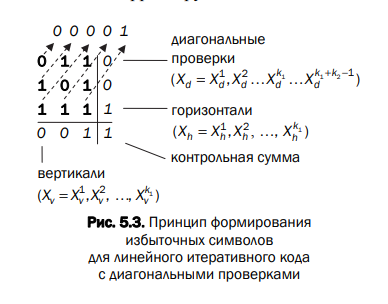 0 0 0 0 1
диагональные
проверки
(X_d = X_d^1, X_d^2 ... X_d^{k_1} ... X_d^{k_1+k_2–1})
0 1 1 0
1 0 1 0
1 1 1 1
горизонтали
(X_h = X_h^1, X_h^2, ..., X_h^{k_1})
0 0 1 1
контрольная сумма
вертикали
(X_v = X_v^1, X_v^2, ..., X_v^{k_1})
Рис. 5.3. Принцип формирования
избыточных символов
для линейного итеративного кода
с диагональными проверками